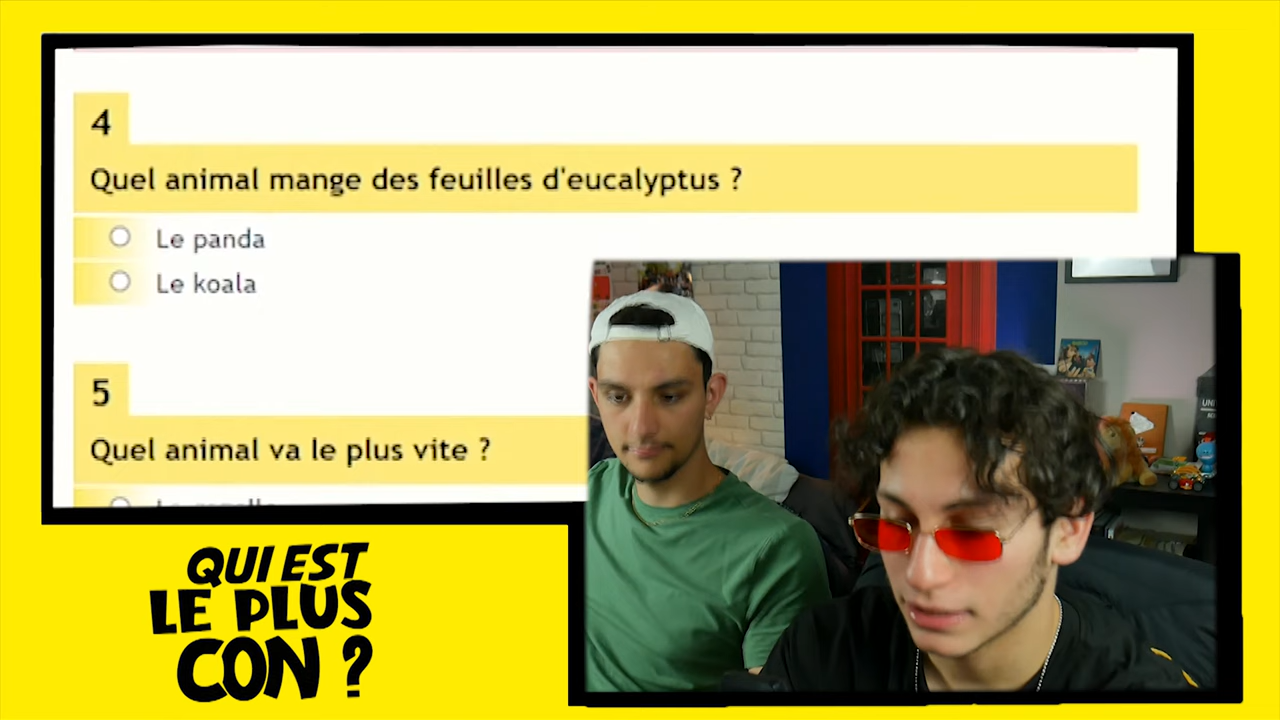 4
Quel animal mange des feuilles d'eucalyptus ?
Le panda
Le koala
5
Quel animal va le plus vite ?
QUI EST
LE PLUS
CON ?